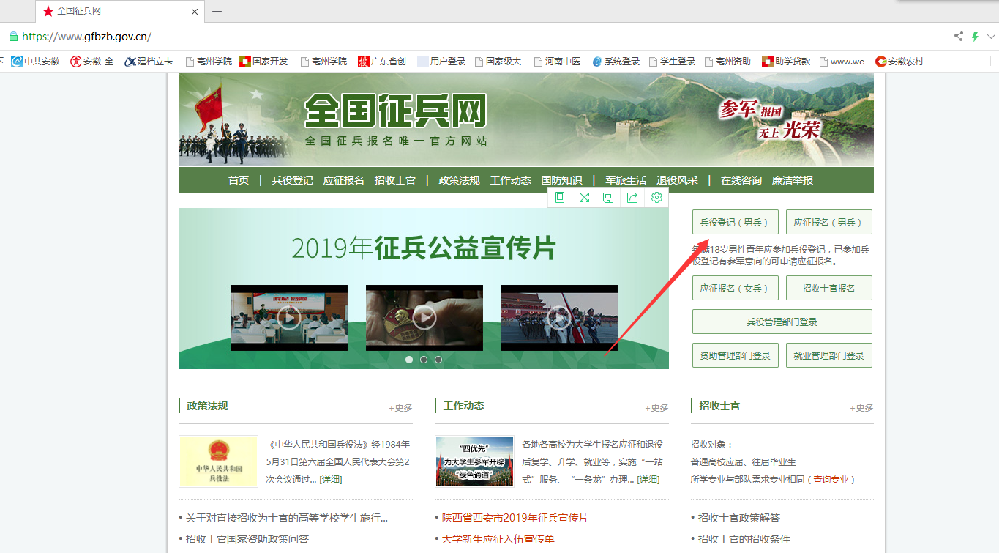 全国征兵网
https://www.gfbzb.gov.cn/
中共安徽 安徽-全 建档立卡 亳州学院 国家开发 亳州学院 广东省创 用户登录 国家级大 河南中医 系统登录 学生登录 亳州资助 助学贷款 www.we 安徽农村
全国征兵网
全国征兵报名唯一官方网站
参军报国
无上光荣
首页 | 兵役登记 应征报名 招收士官 | 政策法规 工作动态 国防知识 | 军旅生活 退役风采 | 在线咨询 廉洁举报
2019年征兵公益宣传片
兵役登记（男兵） 应征报名（男兵）
年满18岁男性青年应参加兵役登记，已参加兵
役登记有参军意向的可申请应征报名。
应征报名（女兵） 招收士官报名
兵役管理部门登录
资助管理部门登录 就业管理部门登录
政策法规 +更多
中华人民共和国
兵役法
《中华人民共和国兵役法》经1984年
5月31日第六届全国人民代表大会第2
次会议通过... [详细]
• 关于对直接招收为士官的高等学校学生施行...
• 招收士官国家资助政策问答
工作动态 +更多
“四优先”
为大学生参军开辟
“绿色通道”
各地各高校为大学生报名应征和退役
后复学、升学、就业等，实施“一站
式”服务、“一条龙”办理... [详细]
• 陕西省西安市2019年征兵宣传片
• 大学新生应征入伍宣传单
招收士官 +更多
招收对象：
普通高校应届、往届毕业生
所学专业与部队需求专业相同（查询专业）
• 招收士官政策解答
• 招收士官的招收条件